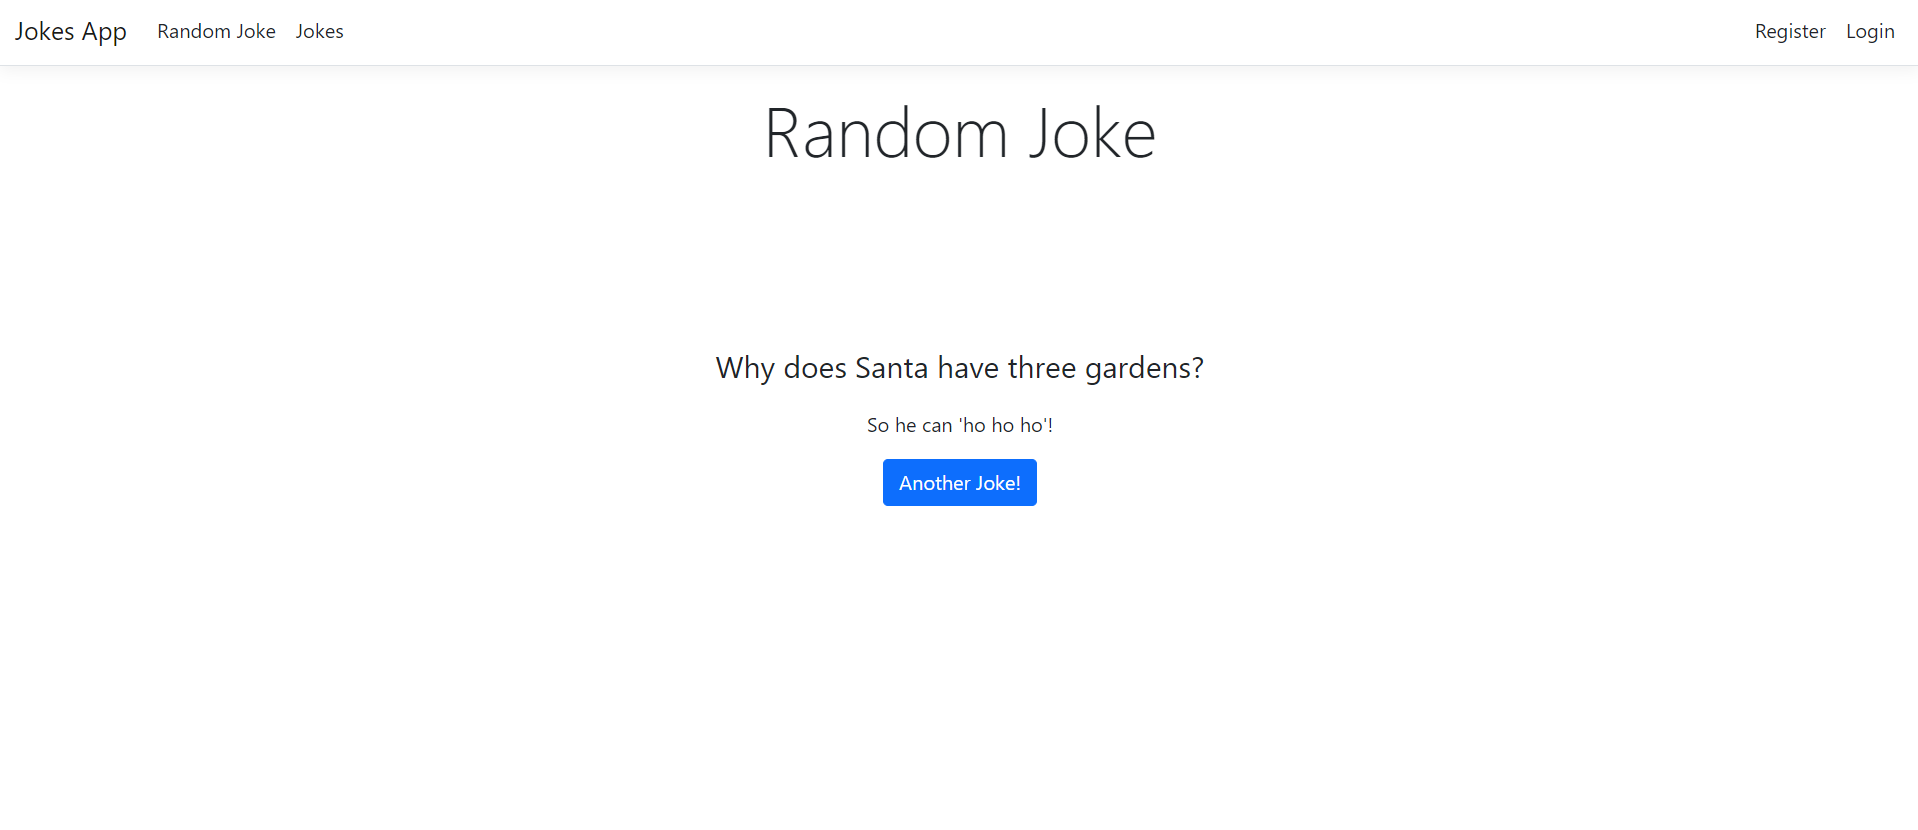 Jokes App Random Joke Jokes Register Login
Random Joke
Why does Santa have three gardens?
So he can 'ho ho ho'!
Another Joke!